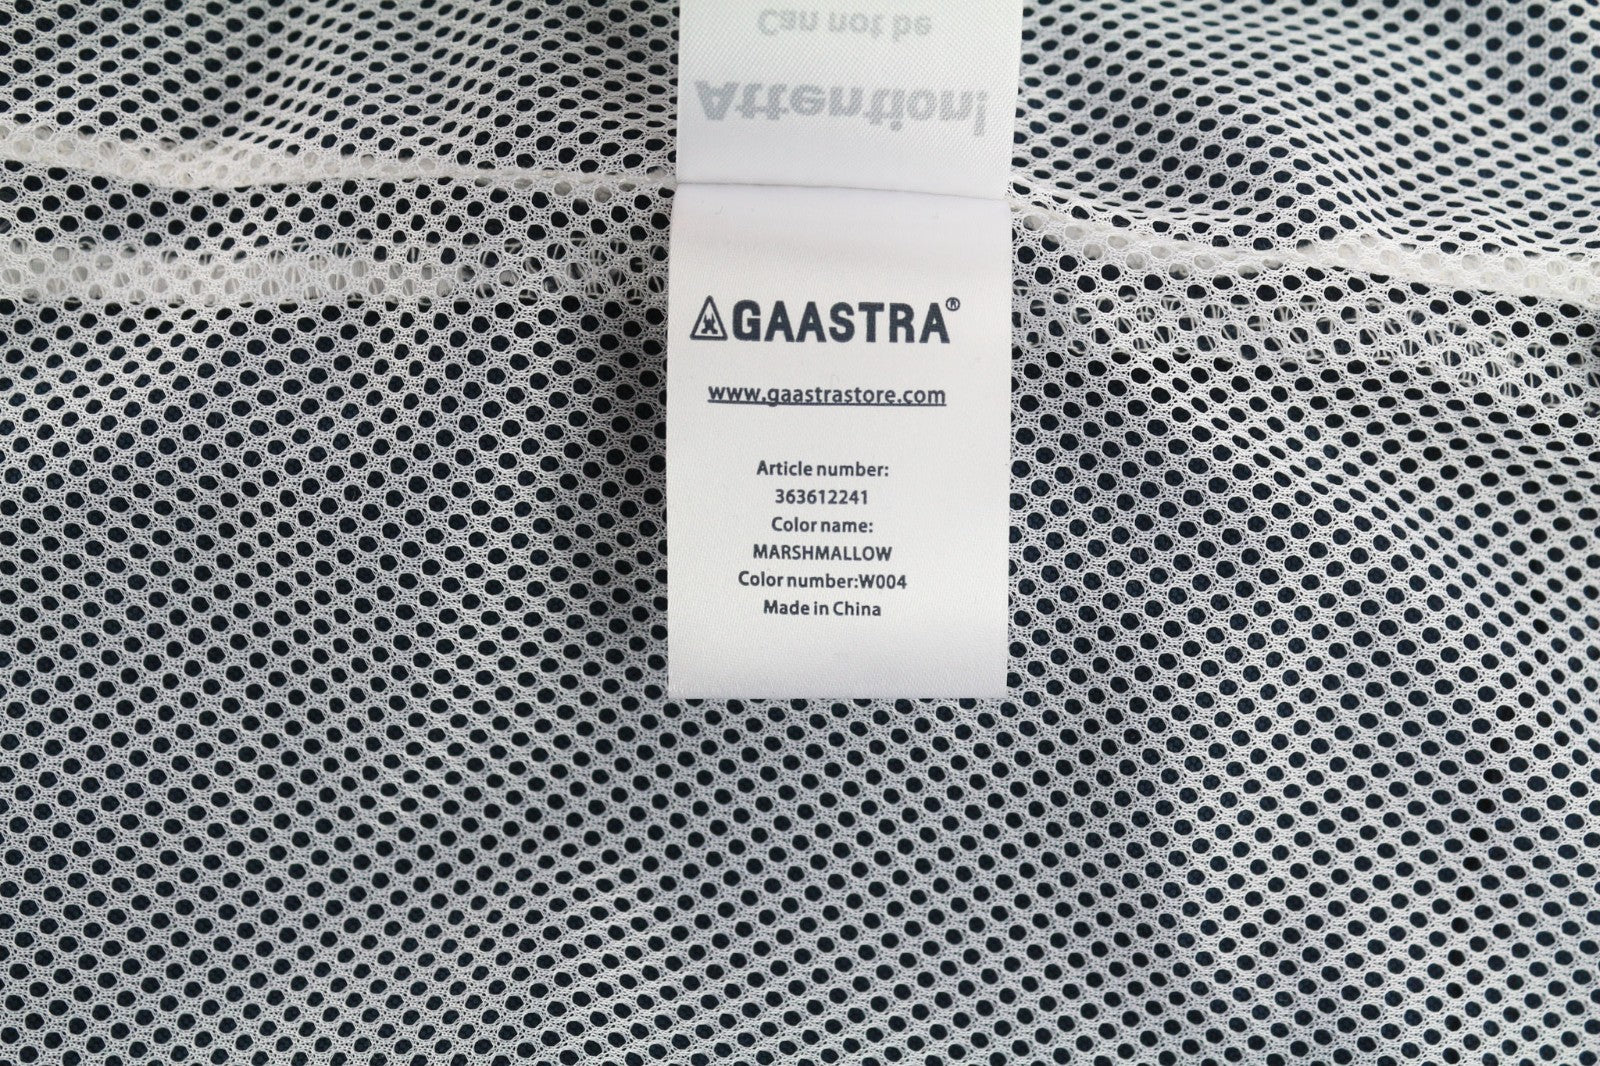 Can not be
Attention!
GAASTRA®
www.gaastrastore.com
Article number:
363612241
Color name:
MARSHMALLOW
Color number:W004
Made in China